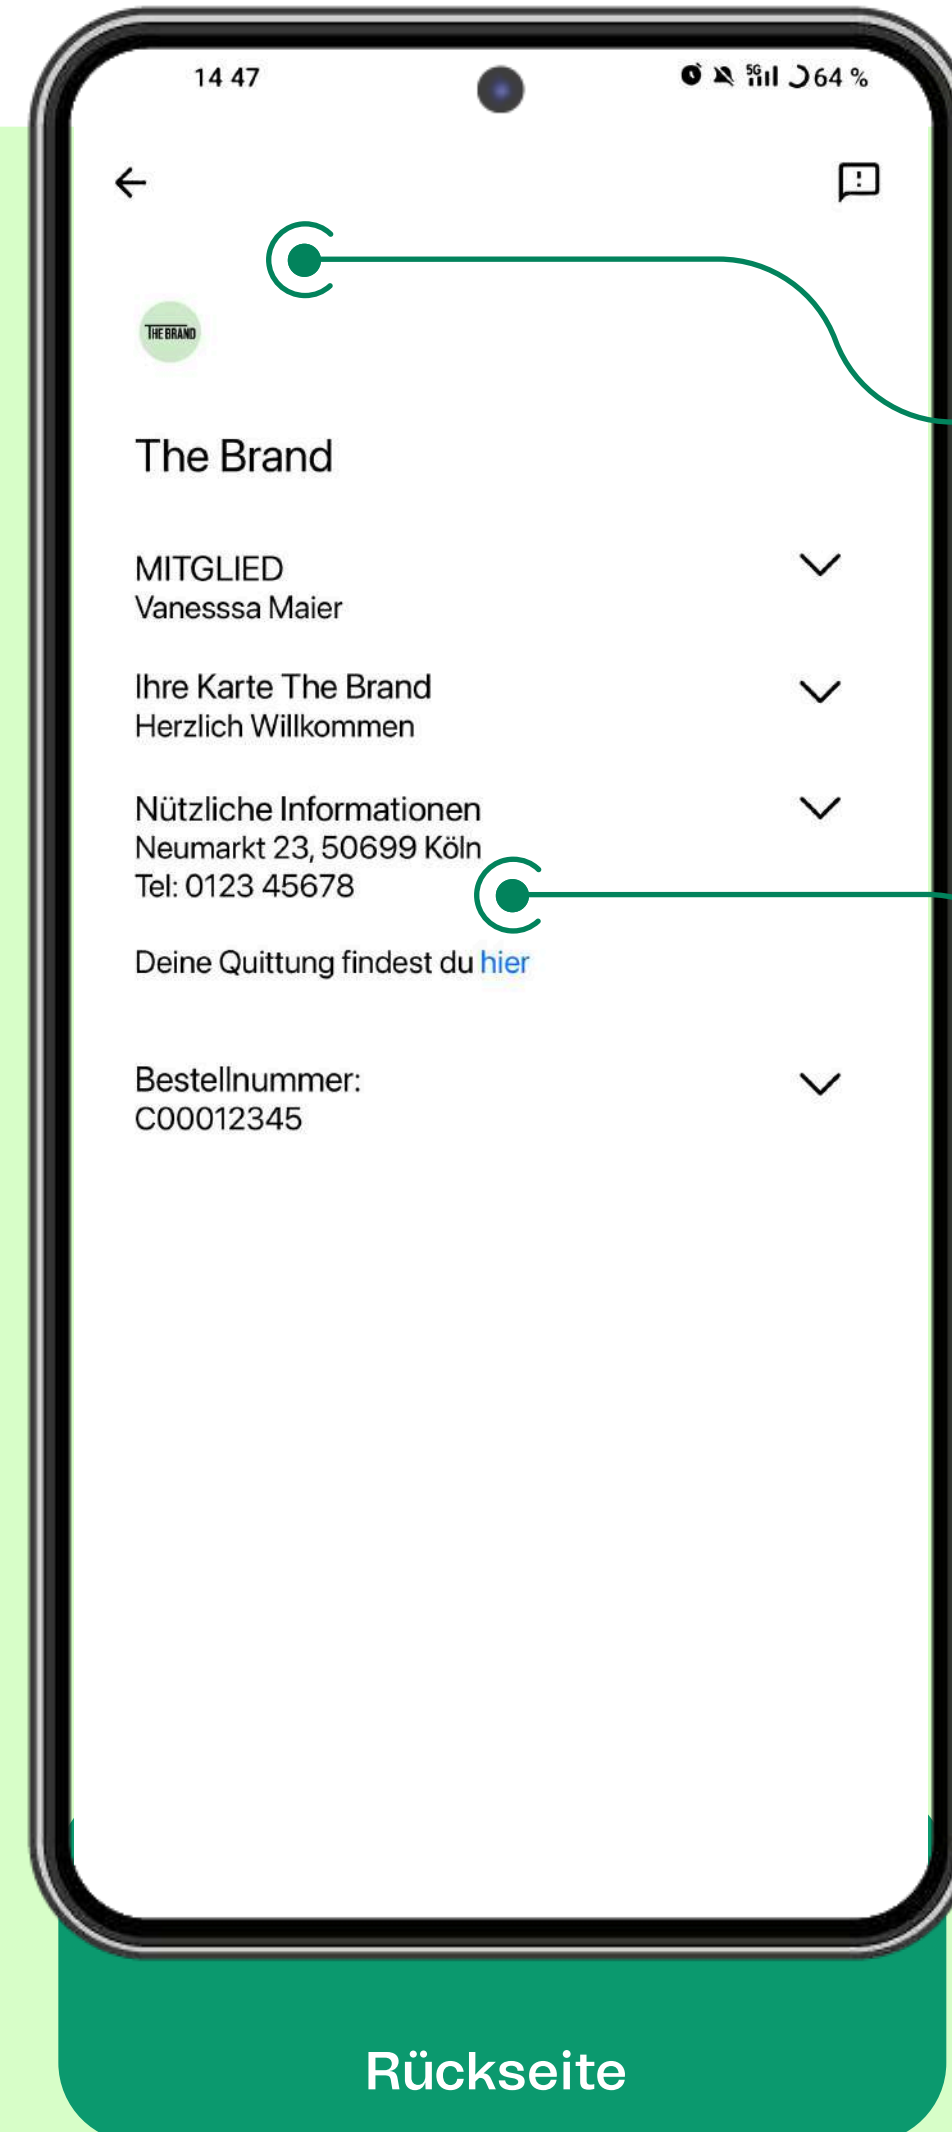 14 47
5G 64 %
THE BRAND
The Brand
MITGLIED
Vanesssa Maier
Ihre Karte The Brand
Herzlich Willkommen
Nützliche Informationen
Neumarkt 23, 50699 Köln
Tel: 0123 45678
Deine Quittung findest du hier
Bestellnummer:
C00012345
Rückseite